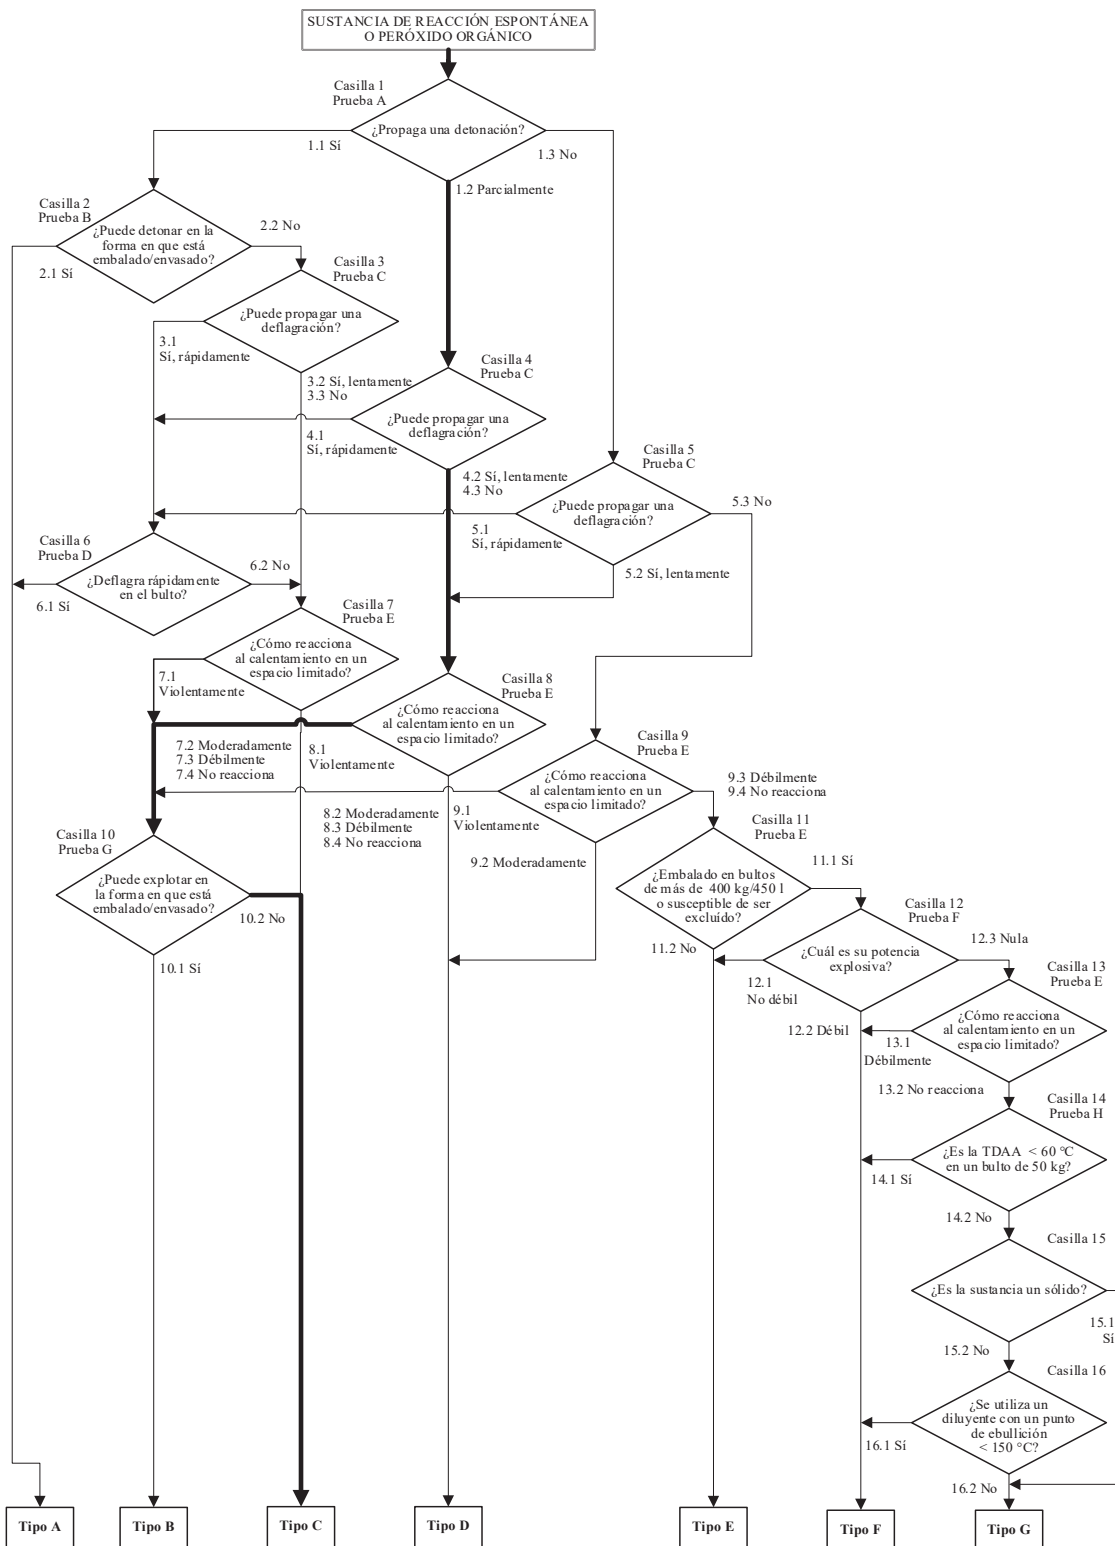 SUSTANCIA DE REACCIÓN ESPONTÁNEA
O PERÓXIDO ORGÁNICO
Casilla 1
Prueba A
¿Propaga una detonación?
1.1 Sí
1.3 No
1.2 Parcialmente
Casilla 2
Prueba B
¿Puede detonar en la
forma en que está
embalado/envasado?
2.2 No
2.1 Sí
Casilla 3
Prueba C
¿Puede propagar una
deflagración?
3.1
Sí, rápidamente
3.2 Sí, lentamente
3.3 No
Casilla 4
Prueba C
¿Puede propagar una
deflagración?
4.1
Sí, rápidamente
4.2 Sí, lentamente
4.3 No
Casilla 5
Prueba C
¿Puede propagar una
deflagración?
5.3 No
5.1
Sí, rápidamente
5.2 Sí, lentamente
Casilla 6
Prueba D
¿Deflagra rápidamente
en el bulto?
6.2 No
6.1 Sí
Casilla 7
Prueba E
¿Cómo reacciona
al calentamiento en un
espacio limitado?
7.1
Violentamente
7.2 Moderadamente
7.3 Débilmente
7.4 No reacciona
Casilla 8
Prueba E
¿Cómo reacciona
al calentamiento en un
espacio limitado?
8.1
Violentamente
8.2 Moderadamente
8.3 Débilmente
8.4 No reacciona
Casilla 9
Prueba E
¿Cómo reacciona
al calentamiento en un
espacio limitado?
9.1
Violentamente
9.2 Moderadamente
9.3 Débilmente
9.4 No reacciona
Casilla 10
Prueba G
¿Puede explotar en
la forma en que está
embalado/envasado?
10.2 No
10.1 Sí
Casilla 11
Prueba E
¿Embalado en bultos
de más de 400 kg/450 l
o susceptible de ser
excluído?
11.1 Sí
11.2 No
Casilla 12
Prueba F
¿Cuál es su potencia
explosiva?
12.3 Nula
12.1
No débil
12.2 Débil
Casilla 13
Prueba E
¿Cómo reacciona
al calentamiento en un
espacio limitado?
13.1
Débilmente
13.2 No reacciona
Casilla 14
Prueba H
¿Es la TDAA < 60 °C
en un bulto de 50 kg?
14.1 Sí
14.2 No
Casilla 15
¿Es la sustancia un sólido?
15.1
Sí
15.2 No
Casilla 16
¿Se utiliza un
diluyente con un punto
de ebullición
< 150 °C?
16.1 Sí
16.2 No
Tipo A
Tipo B
Tipo C
Tipo D
Tipo E
Tipo F
Tipo G